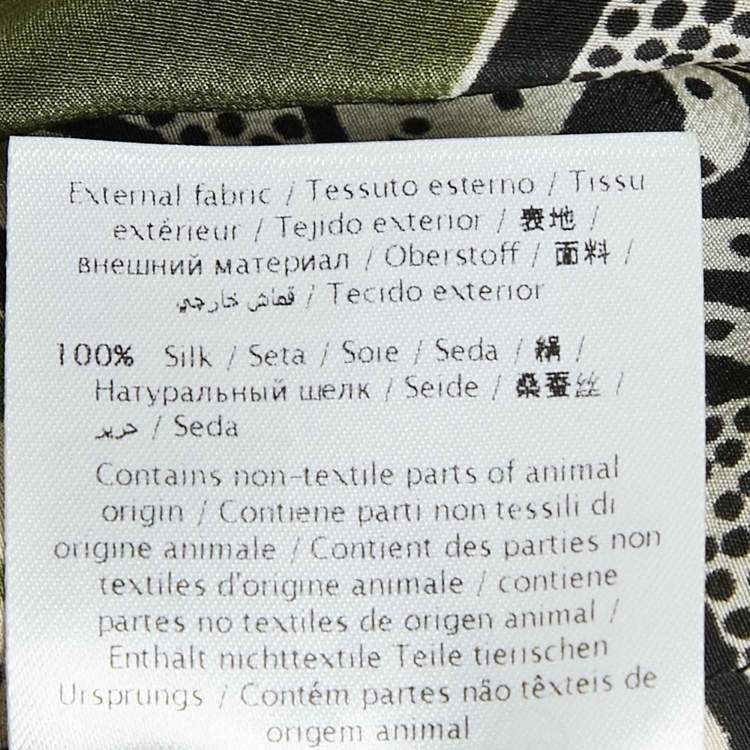 External fabric / Tessuto esterno / Tissu
extérieur / Tejido exterior / 表地 /
внешний материал / Oberstoff / 面料 /
قماش خارجي / Tecido exterior
100% Silk / Seta / Soie / Seda / 絹 /
Натуральный шелк / Seide / 桑蚕丝 /
حرير / Seda
Contains non-textile parts of animal
origin / Contiene parti non tessili di
origine animale / Contient des parties non
textiles d'origine animale / contiene
partes no textiles de origen animal /
Enthält nichttextile Teile tierischen
Ursprungs / Contém partes não têxteis de
origem animal